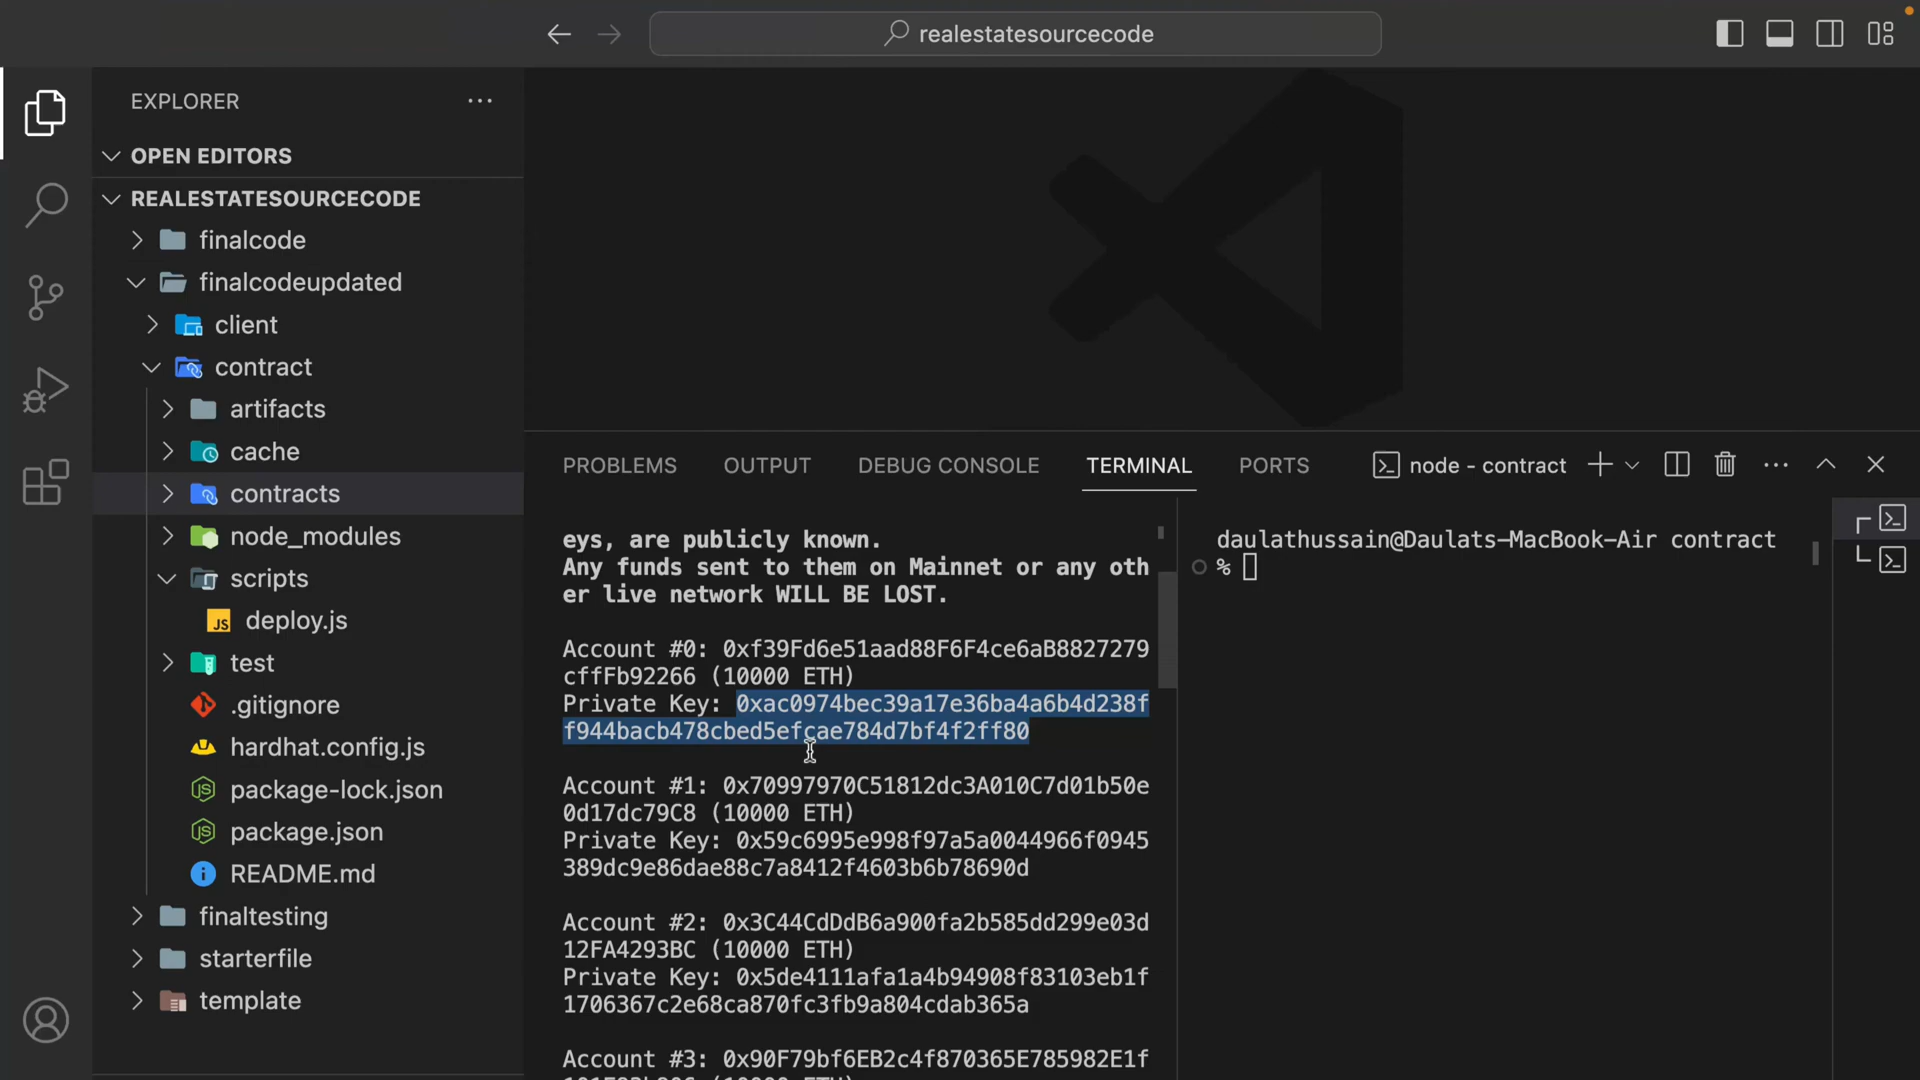 realestatesourcecode
EXPLORER
OPEN EDITORS
REALESTATESOURCECODE
finalcode
finalcodeupdated
client
contract
artifacts
cache
contracts
node_modules
scripts
deploy.js
test
.gitignore
hardhat.config.js
package-lock.json
package.json
README.md
finaltesting
starterfile
template
PROBLEMS OUTPUT DEBUG CONSOLE TERMINAL PORTS node - contract
eys, are publicly known.
Any funds sent to them on Mainnet or any oth
er live network WILL BE LOST.
Account #0: 0xf39Fd6e51aad88F6F4ce6aB8827279
cffFb92266 (10000 ETH)
Private Key: 0xac0974bec39a17e36ba4a6b4d238f
f944bacb478cbed5efcae784d7bf4f2ff80
Account #1: 0x70997970C51812dc3A010C7d01b50e
0d17dc79C8 (10000 ETH)
Private Key: 0x59c6995e998f97a5a0044966f0945
389dc9e86dae88c7a8412f4603b6b78690d
Account #2: 0x3C44CdDdB6a900fa2b585dd299e03d
12FA4293BC (10000 ETH)
Private Key: 0x5de4111afa1a4b94908f83103eb1f
1706367c2e68ca870fc3fb9a804cdab365a
Account #3: 0x90F79bf6EB2c4f870365E785982E1f
daulathussain@Daulats-MacBook-Air contract
%